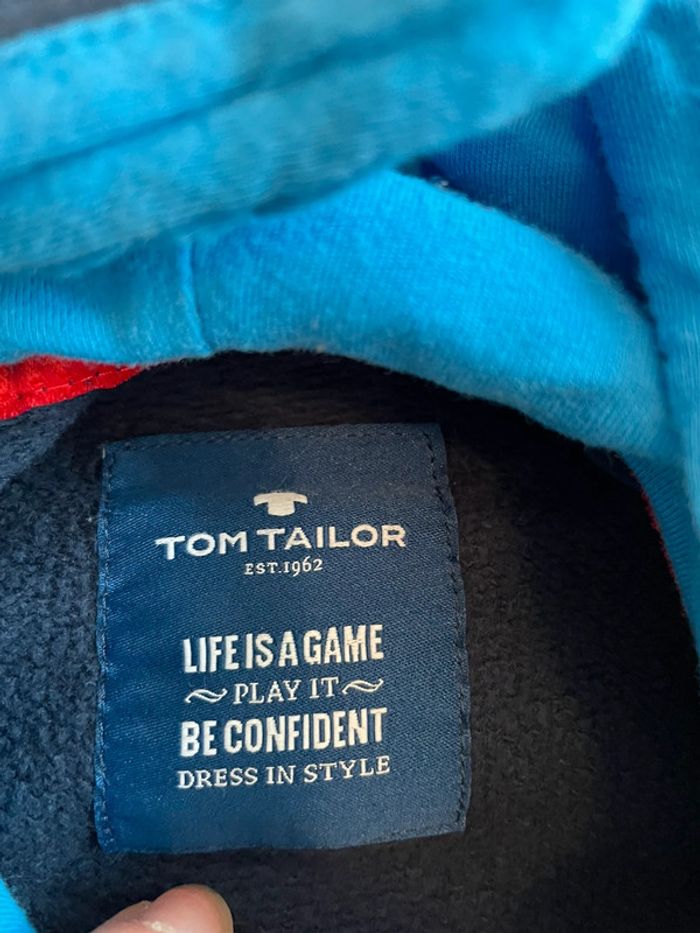 TOM TAILOR
EST.1962
LIFE IS A GAME
~PLAY IT~
BE CONFIDENT
DRESS IN STYLE